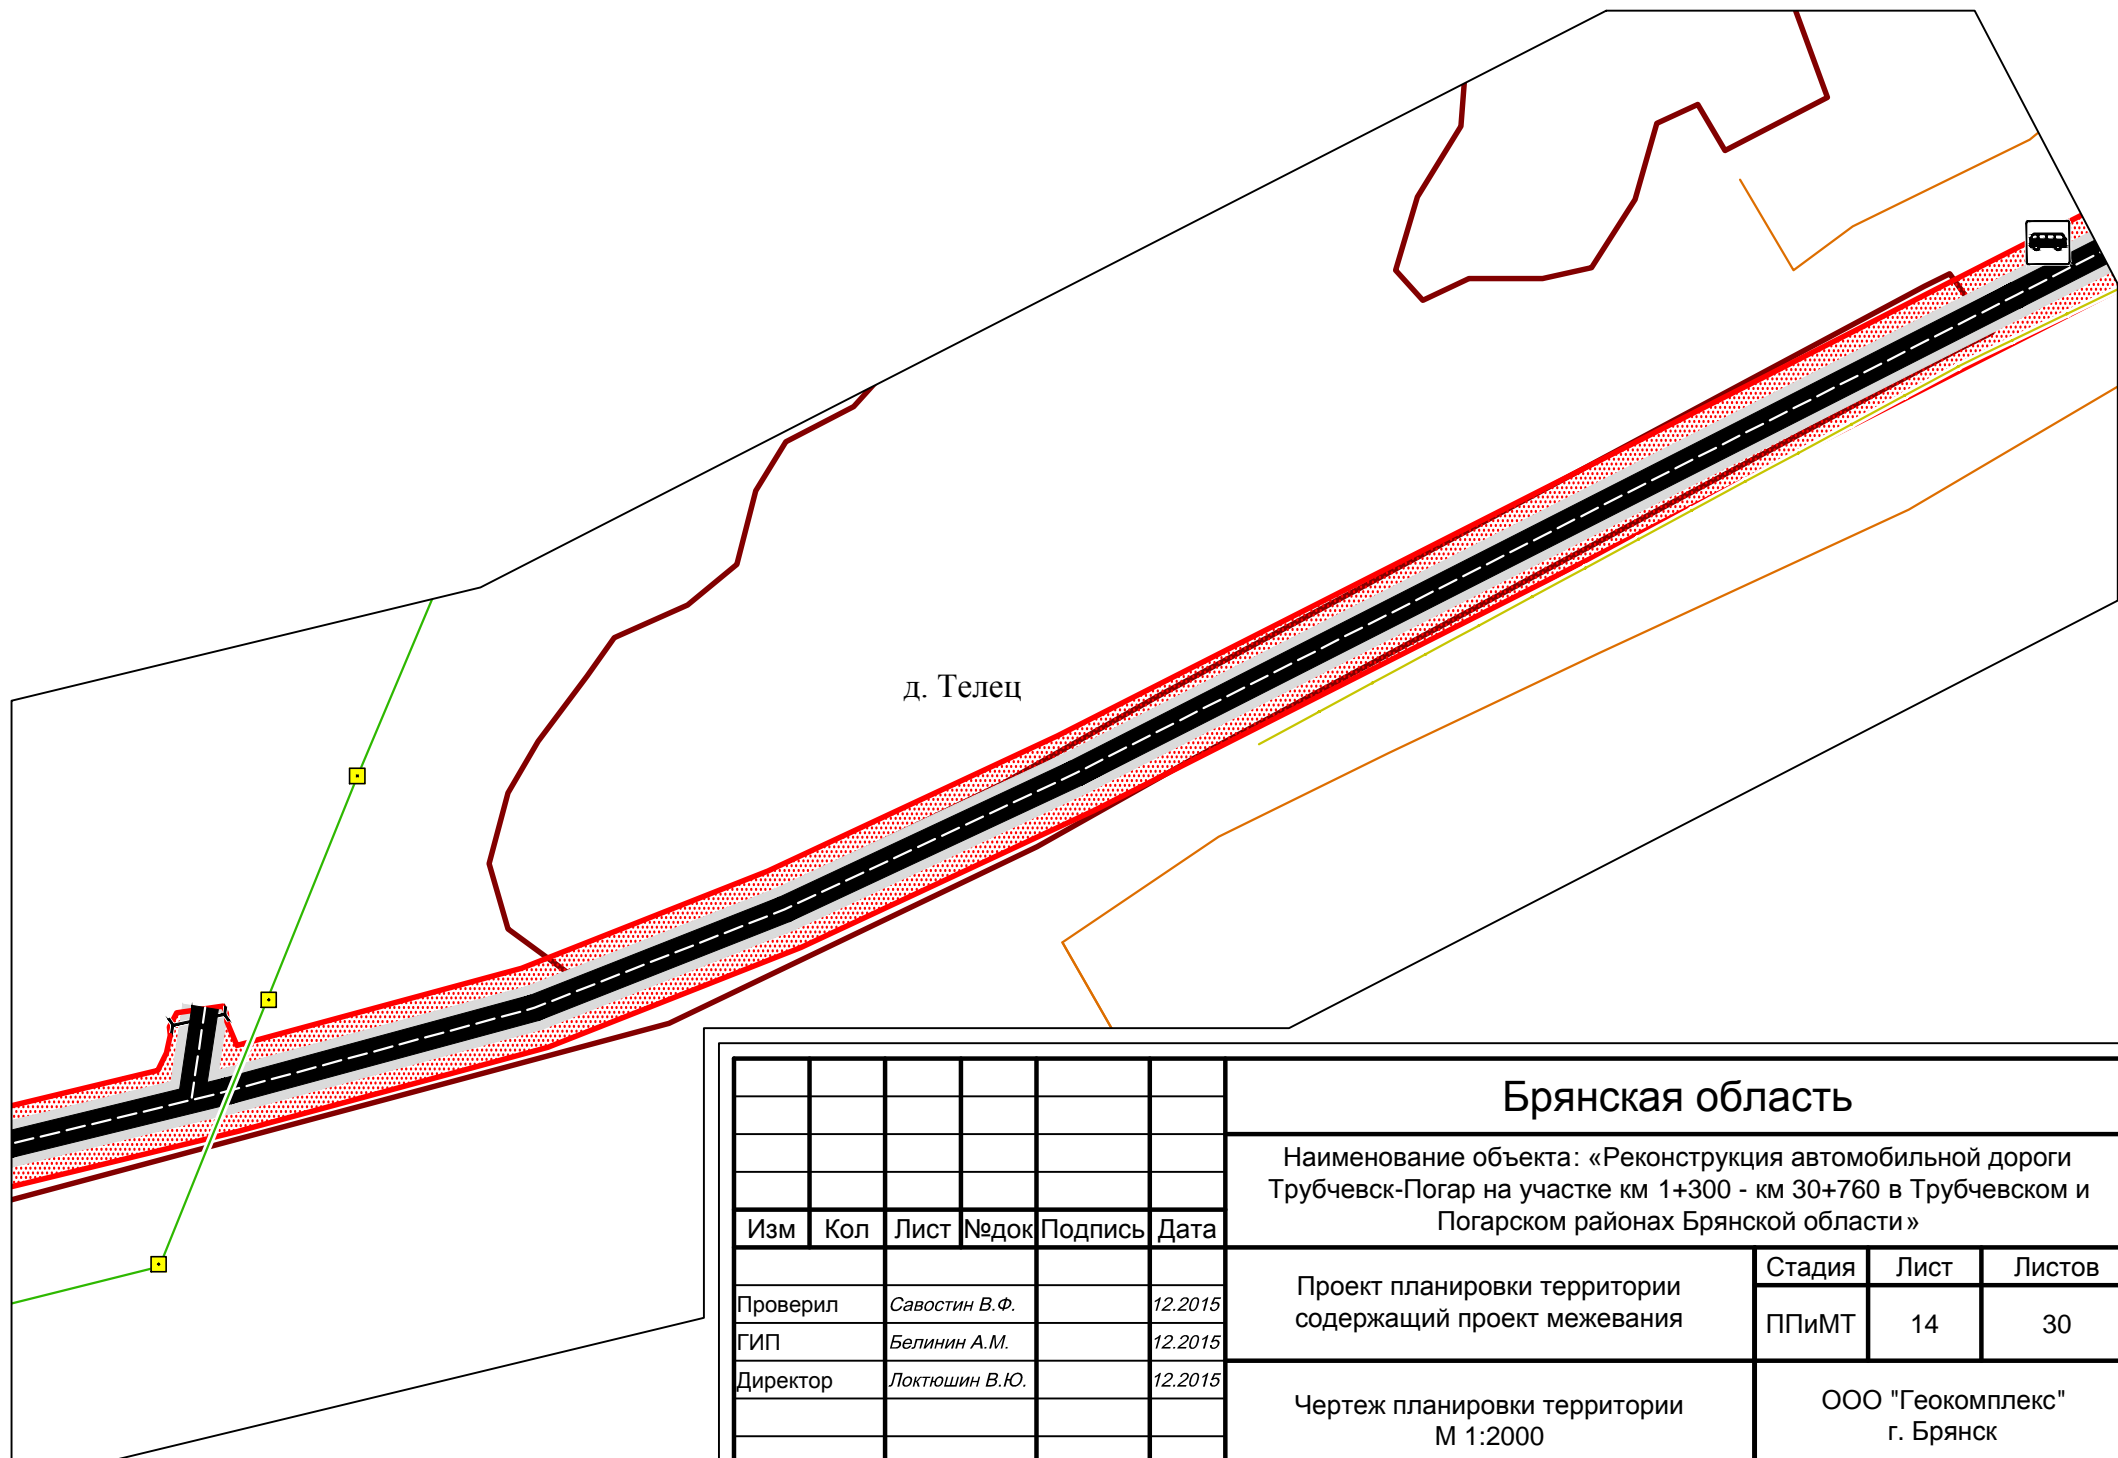 д. Телец
Брянская область
Наименование объекта: «Реконструкция автомобильной дороги
Трубчевск-Погар на участке км 1+300 - км 30+760 в Трубчевском и
Погарском районах Брянской области»
Изм Кол Лист №док Подпись Дата
Проект планировки территории
содержащий проект межевания
Стадия Лист Листов
ППиМТ 14 30
Проверил Савостин В.Ф. 12.2015
ГИП Белинин А.М. 12.2015
Директор Локтюшин В.Ю. 12.2015
Чертеж планировки территории
М 1:2000
ООО "Геокомплекс"
г. Брянск